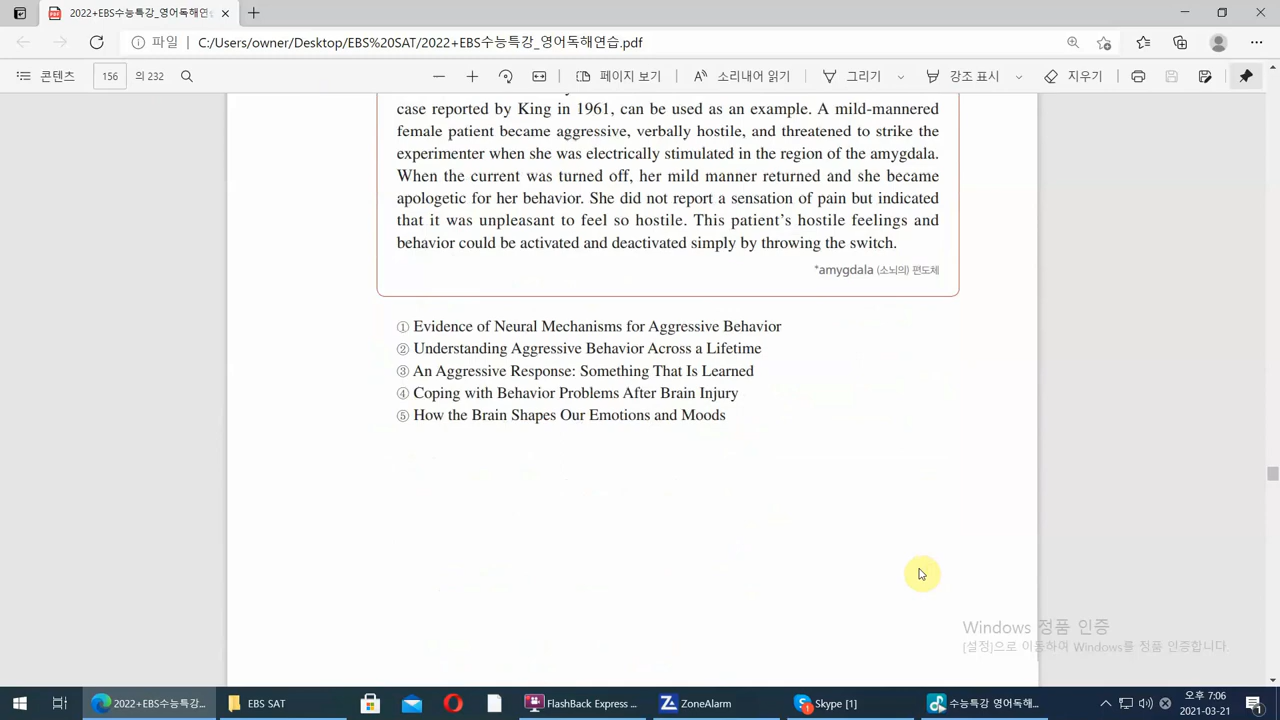 2022+EBS수능특강_영어독해연
파일 C:/Users/owner/Desktop/EBS%20SAT/2022+EBS수능특강_영어독해연습.pdf
콘텐츠 156 의 232 페이지 보기 소리내어 읽기 그리기 강조 표시 지우기
case reported by King in 1961, can be used as an example. A mild-mannered
female patient became aggressive, verbally hostile, and threatened to strike the
experimenter when she was electrically stimulated in the region of the amygdala.
When the current was turned off, her mild manner returned and she became
apologetic for her behavior. She did not report a sensation of pain but indicated
that it was unpleasant to feel so hostile. This patient's hostile feelings and
behavior could be activated and deactivated simply by throwing the switch.
*amygdala (소뇌의) 편도체
① Evidence of Neural Mechanisms for Aggressive Behavior
② Understanding Aggressive Behavior Across a Lifetime
③ An Aggressive Response: Something That Is Learned
④ Coping with Behavior Problems After Brain Injury
⑤ How the Brain Shapes Our Emotions and Moods
Windows 정품 인증
[설정]으로 이동하여 Windows를 정품 인증합니다.
2022+EBS수능특강... EBS SAT FlashBack Express ... ZoneAlarm Skype [1] 수능특강 영어독해... 오후 7:06
2021-03-21